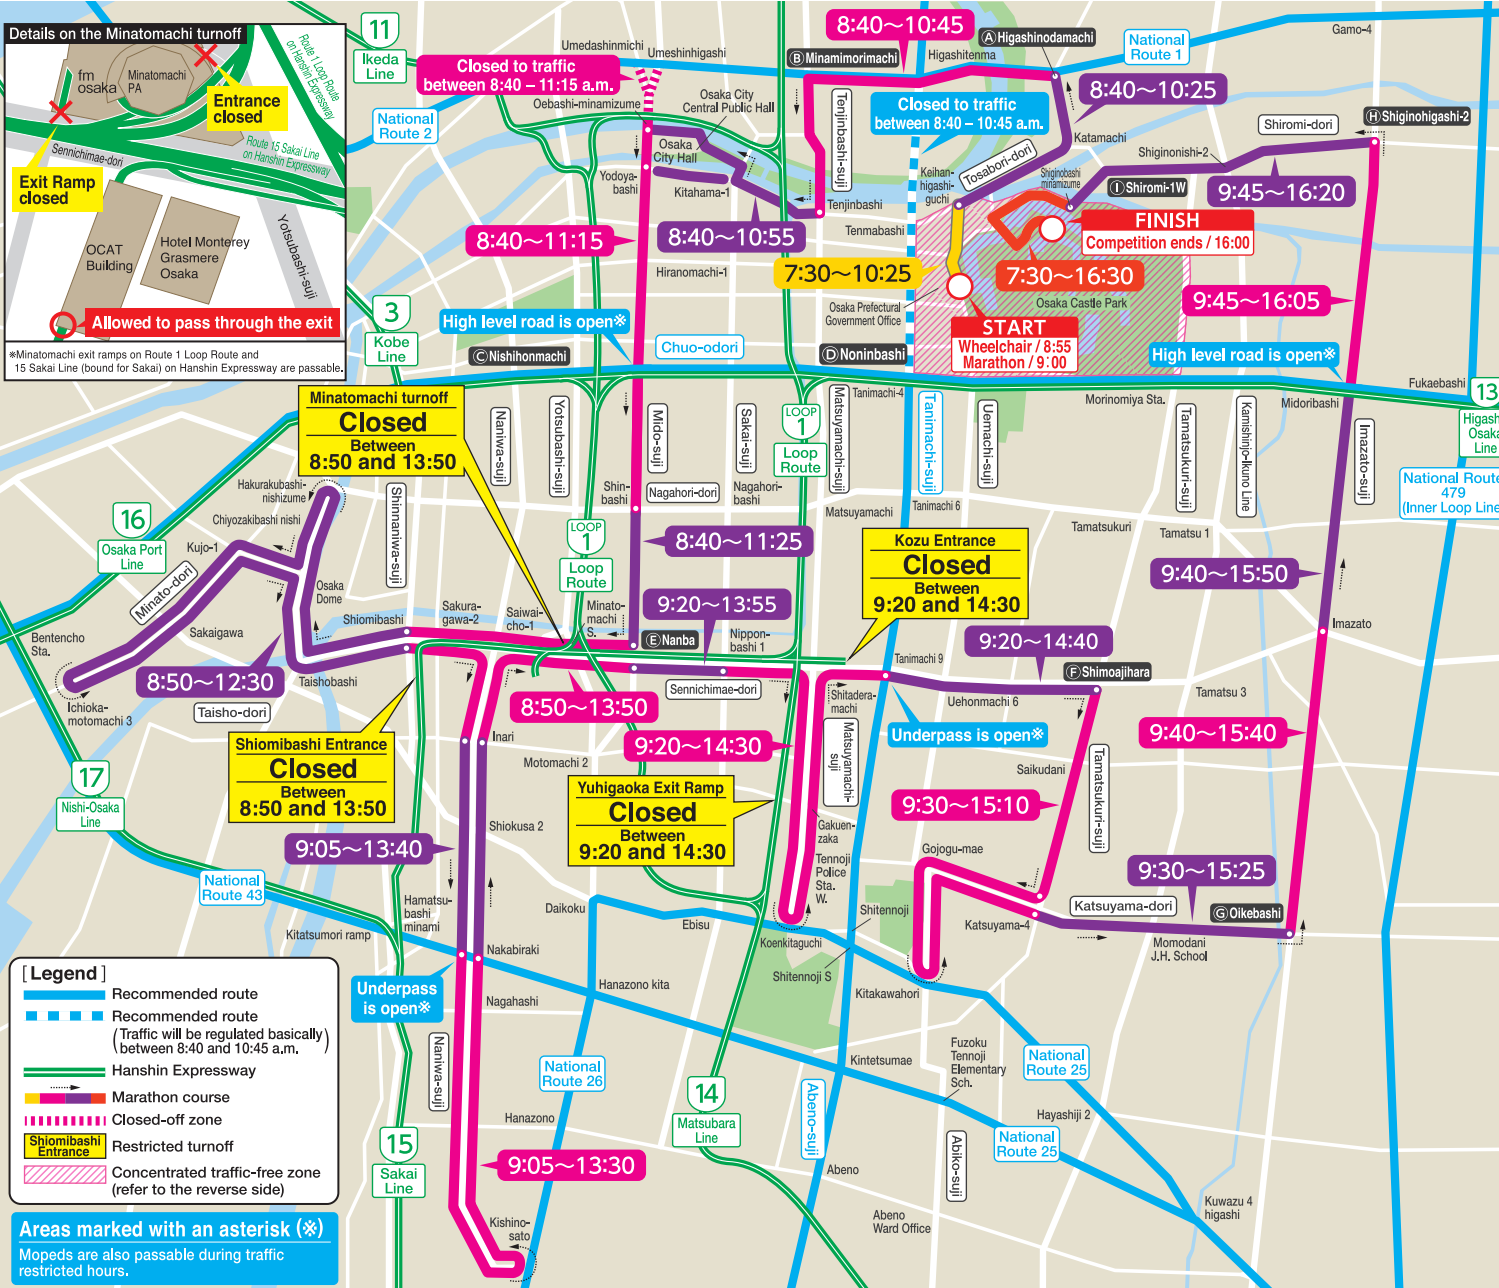 Details on the Minatomachi turnoff
fm
osaka
Minatomachi
PA
Entrance
closed
Route 1 Loop Route
on Hanshin Expressway
Route 15 Sakai Line
on Hanshin Expressway
Sennichimae-dori
Exit Ramp
closed
OCAT
Building
Hotel Monterey
Grasmere
Osaka
Yotsubashi-suji
Allowed to pass through the exit
※Minatomachi exit ramps on Route 1 Loop Route and
15 Sakai Line (bound for Sakai) on Hanshin Expressway are passable.
11
Ikeda
Line
Umedashinmichi
Umeshinhigashi
Closed to traffic
between 8:40 – 11:15 a.m.
Oebashi-minamizume
National
Route 2
Osaka City
Central Public Hall
Osaka
City Hall
Yodoya-
bashi
Kitahama-1
8:40～10:45
Ⓑ Minamimorimachi
Higashitenma
Ⓐ Higashinodamachi
National
Route 1
Gamo-4
Closed to traffic
between 8:40 – 10:45 a.m.
8:40～10:25
Tenjinbashi-suji
Katamachi
Shiromi-dori
Ⓗ Shiginohigashi-2
Shiginonishi-2
Keihan-
higashi-
guchi
Tosabori-dori
Shiginobashi
minamizume
Ⓘ Shiromi-1W
9:45～16:20
Tenjinbashi
8:40～11:15
8:40～10:55
Tenmabashi
FINISH
Competition ends / 16:00
Hiranomachi-1
7:30～10:25
7:30～16:30
Osaka Castle Park
9:45～16:05
Osaka Prefectural
Government Office
3
Kobe
Line
High level road is open※
Chuo-odori
START
Wheelchair / 8:55
Marathon / 9:00
Ⓒ Nishihonmachi
Ⓓ Noninbashi
High level road is open※
Fukaebashi
Tanimachi-4
Morinomiya Sta.
Midoribashi
13
Higashi
Osaka
Line
Minatomachi turnoff
Closed
Between
8:50 and 13:50
Naniwa-suji
Yotsubashi-suji
Mido-suji
Sakai-suji
LOOP
1
Loop
Route
Matsuyamachi-suji
Tanimachi-suji
Uemachi-suji
Tamatsukuri-suji
Kamishinjo-Ikuno Line
Imazato-suji
National Route
479
(Inner Loop Line)
Hakurakubashi-
nishizume
Chiyozakibashi nishi
Shinnaniwa-suji
Shin-
bashi
Nagahori-dori
Nagahori-
bashi
Matsuyamachi
Tanimachi 6
Tamatsukuri
Tamatsu 1
16
Osaka Port
Line
Kujo-1
LOOP
1
Loop
Route
8:40～11:25
Kozu Entrance
Closed
Between
9:20 and 14:30
9:40～15:50
Minato-dori
Osaka
Dome
Sakaigawa
Shiomibashi
Sakura-
gawa-2
Saiwai-
cho-1
Minato-
machi
S.
9:20～13:55
Ⓔ Nanba
Nippon-
bashi 1
9:20～14:40
Imazato
Bentencho
Sta.
8:50～12:30
Taishobashi
Tanimachi 9
Ⓕ Shimoajihara
Ichioka-
motomachi 3
Taisho-dori
8:50～13:50
Sennichimae-dori
Shitadera-
machi
Uehonmachi 6
Tamatsu 3
Shiomibashi Entrance
Closed
Between
8:50 and 13:50
Inari
9:20～14:30
Matsuyamachi-
suji
Underpass is open※
9:40～15:40
Motomachi 2
Saikudani
Tamatsukuri-suji
17
Nishi-Osaka
Line
Yuhigaoka Exit Ramp
Closed
Between
9:20 and 14:30
9:30～15:10
Shiokusa 2
Gakuen-
zaka
9:05～13:40
Gojogu-mae
Tennoji
Police
Sta.
W.
9:30～15:25
National
Route 43
Hamatsu-
bashi
minami
Daikoku
Ebisu
Shitennoji
Katsuyama-dori
Ⓖ Oikebashi
Kitatsumori ramp
Katsuyama-4
Nakabiraki
Koenkitaguchi
Momodani
J.H. School
Shitennoji S
Kitakawahori
Underpass
is open※
Nagahashi
Hanazono kita
[ Legend ]
Recommended route
Recommended route
(Traffic will be regulated basically
between 8:40 and 10:45 a.m.)
Hanshin Expressway
Marathon course
Closed-off zone
Shiomibashi
Entrance
Restricted turnoff
Concentrated traffic-free zone
(refer to the reverse side)
Naniwa-suji
National
Route 26
Kintetsumae
Fuzoku
Tennoji
Elementary
Sch.
National
Route 25
14
Matsubara
Line
Abeno-suji
Hayashiji 2
Hanazono
National
Route 25
15
Sakai
Line
9:05～13:30
Abeno
Abiko-suji
Kishino-
sato
Abeno
Ward Office
Kuwazu 4
higashi
Areas marked with an asterisk (※)
Mopeds are also passable during traffic
restricted hours.